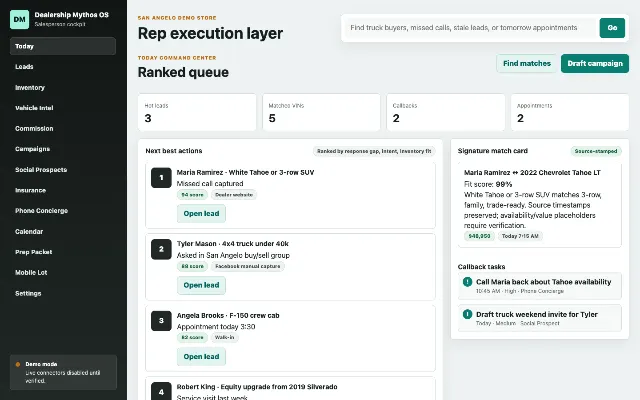 DM
Dealership Mythos OS
Salesperson cockpit
Today
Leads
Inventory
Vehicle Intel
Commission
Campaigns
Social Prospects
Insurance
Phone Concierge
Calendar
Prep Packet
Mobile Lot
Settings
Demo mode
Live connectors disabled until
verified.
SAN ANGELO DEMO STORE
Rep execution layer
Find truck buyers, missed calls, stale leads, or tomorrow appointments
Go
TODAY COMMAND CENTER
Ranked queue
Find matches
Draft campaign
Hot leads
3
Matched VINs
5
Callbacks
2
Appointments
2
Next best actions
Ranked by response gap, intent, inventory fit
1
Maria Ramirez · White Tahoe or 3-row SUV
Missed call captured
94 score
Dealer website
Open lead
2
Tyler Mason · 4x4 truck under 40k
Asked in San Angelo buy/sell group
88 score
Facebook manual capture
Open lead
3
Angela Brooks · F-150 crew cab
Appointment today 3:30
82 score
Walk-in
Open lead
4
Robert King · Equity upgrade from 2019 Silverado
Service visit last week
Signature match card
Source-stamped
Maria Ramirez ↔ 2022 Chevrolet Tahoe LT
Fit score: 99%
White Tahoe or 3-row SUV matches 3-row,
family, trade-ready. Source timestamps
preserved; availability/value placeholders
require verification.
$48,950
Today 7:15 AM
Callback tasks
Call Maria back about Tahoe availability
10:45 AM · High · Phone Concierge
Draft truck weekend invite for Tyler
Today · Medium · Social Prospect